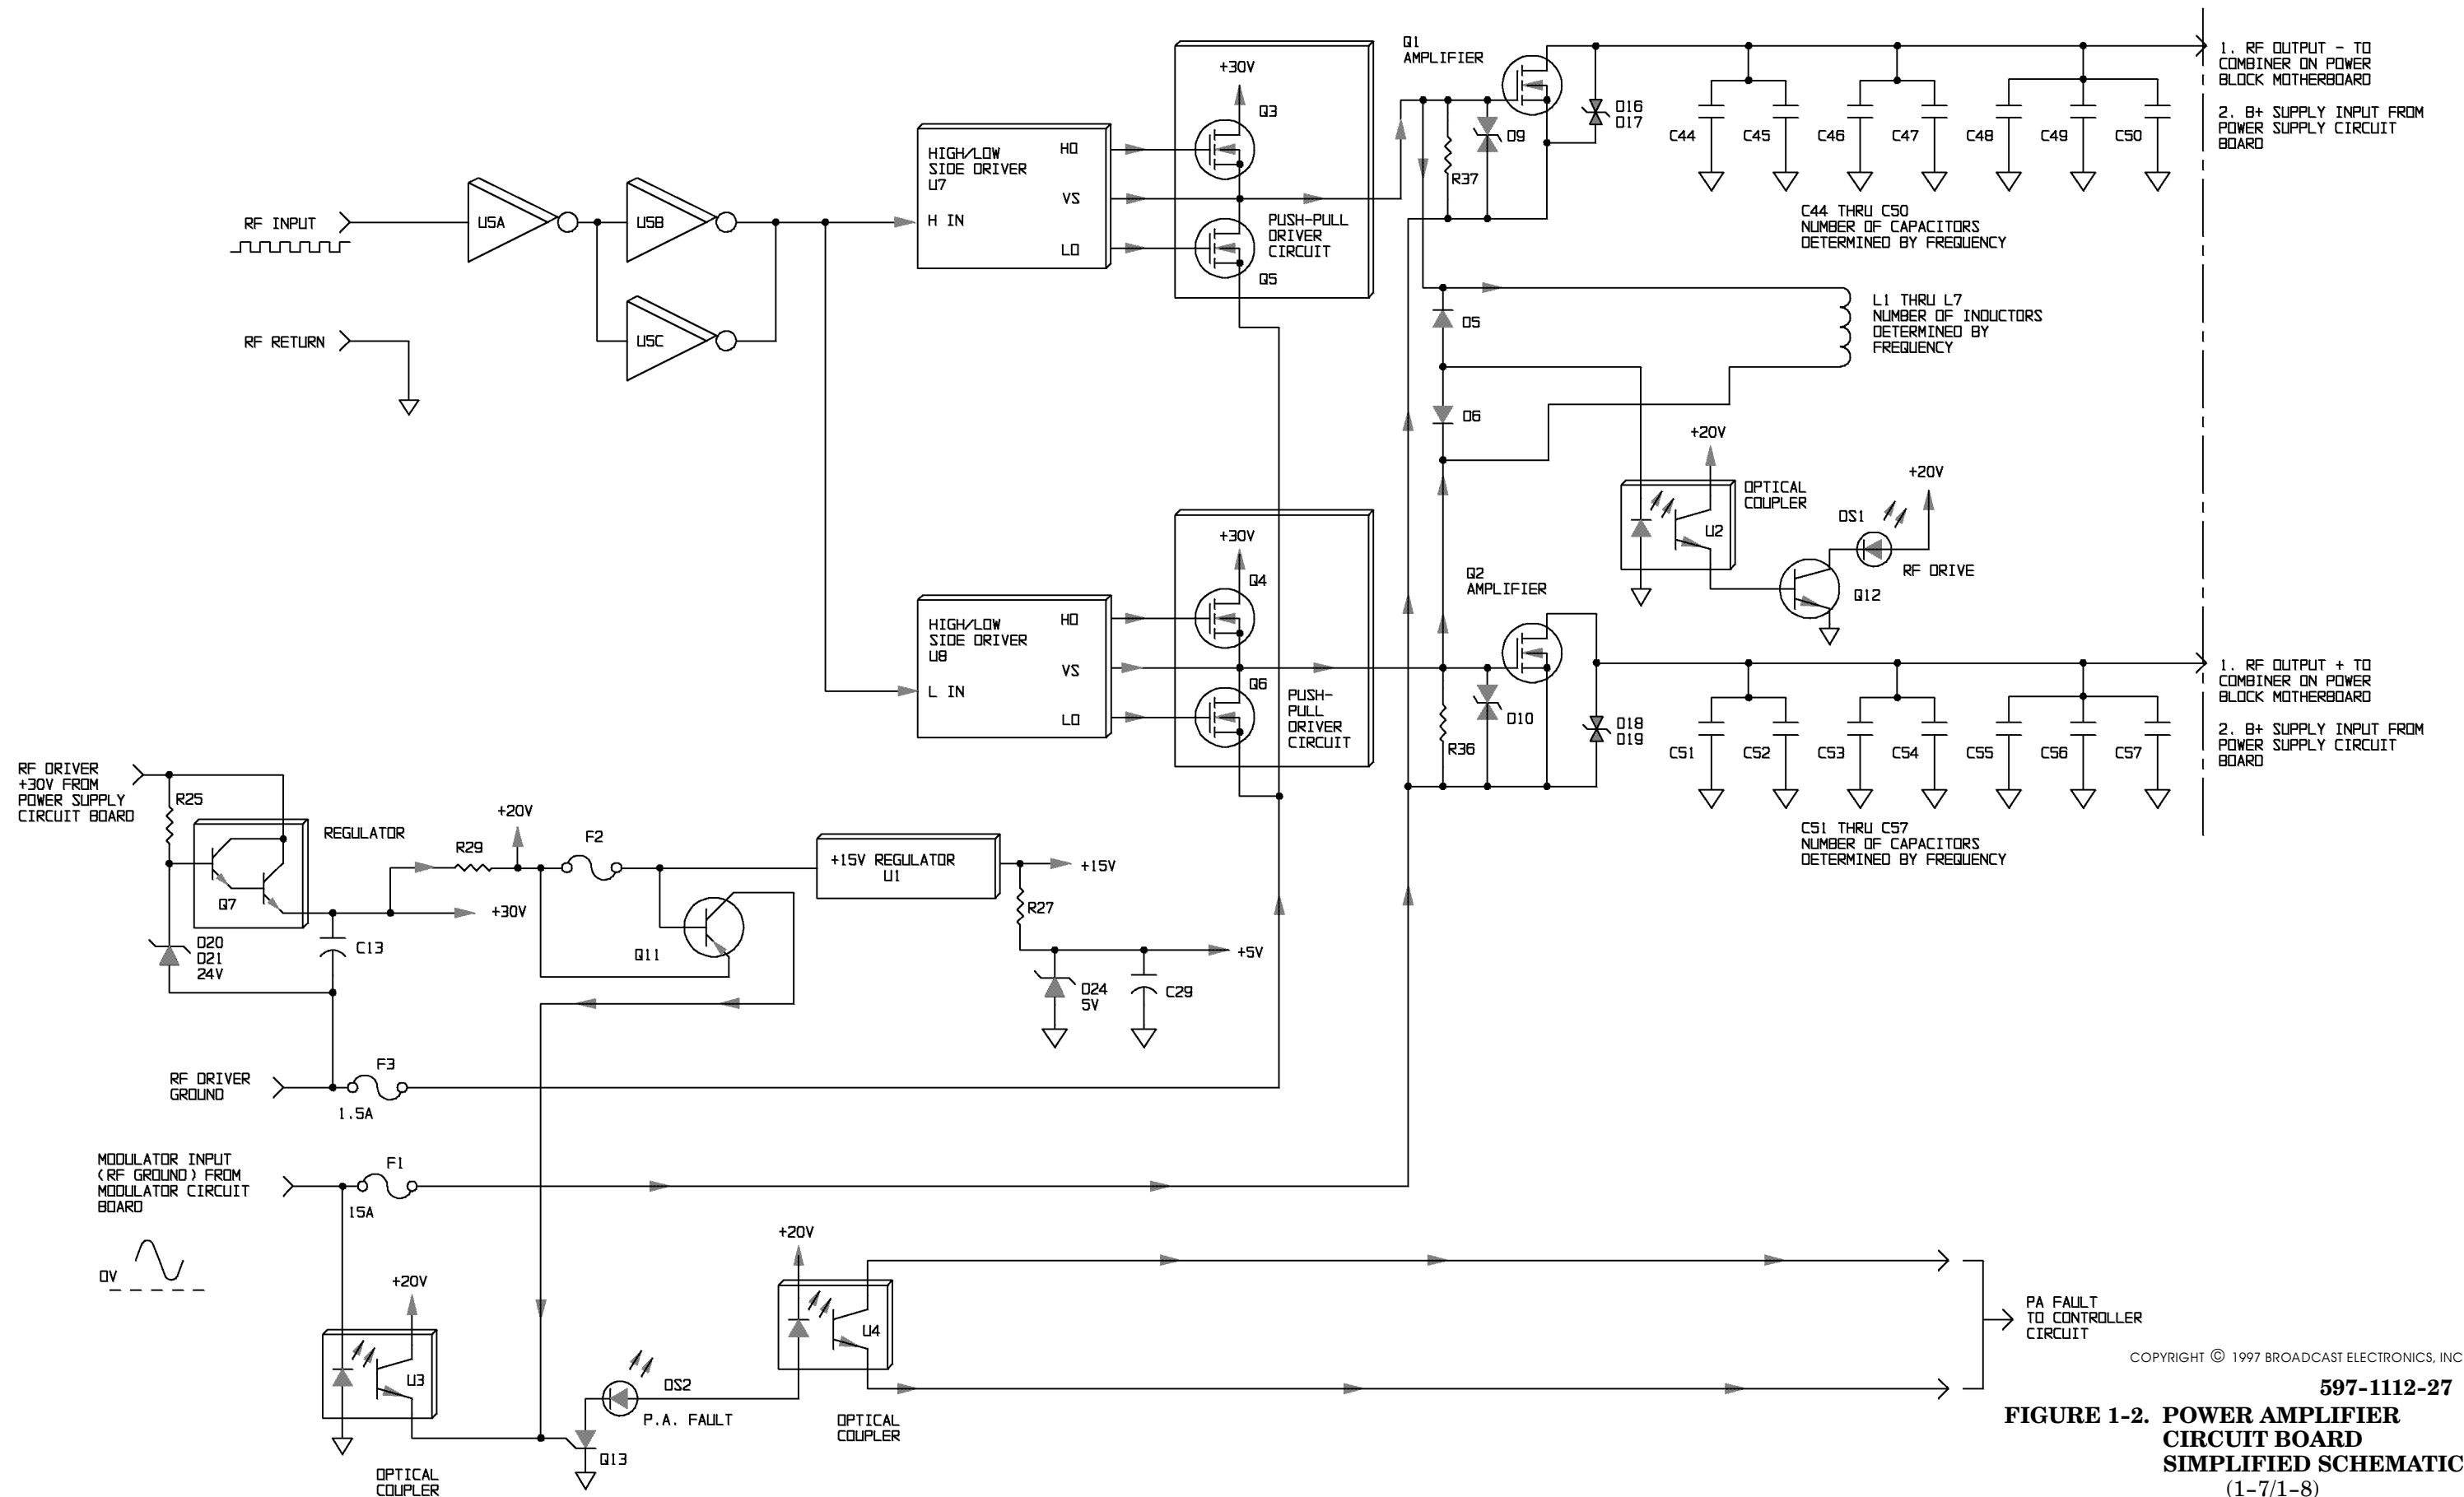 Q1
AMPLIFIER
1. RF OUTPUT - TO
COMBINER ON POWER
BLOCK MOTHERBOARD
2. B+ SUPPLY INPUT FROM
POWER SUPPLY CIRCUIT
BOARD
+30V
Q3
HIGH/LOW
SIDE DRIVER
U7
H IN
HO
VS
LO
PUSH-PULL
DRIVER
CIRCUIT
Q5
D9
R37
D16
D17
C44
C45
C46
C47
C48
C49
C50
C44 THRU C50
NUMBER OF CAPACITORS
DETERMINED BY FREQUENCY
RF INPUT
U5A
U5B
U5C
RF RETURN
D5
D6
L1 THRU L7
NUMBER OF INDUCTORS
DETERMINED BY
FREQUENCY
+20V
OPTICAL
COUPLER
U2
DS1
+20V
RF DRIVE
Q12
+30V
Q4
HIGH/LOW
SIDE DRIVER
U8
L IN
HO
VS
LO
Q6
PUSH-
PULL
DRIVER
CIRCUIT
Q2
AMPLIFIER
R36
D10
D18
D19
C51
C52
C53
C54
C55
C56
C57
C51 THRU C57
NUMBER OF CAPACITORS
DETERMINED BY FREQUENCY
1. RF OUTPUT + TO
COMBINER ON POWER
BLOCK MOTHERBOARD
2. B+ SUPPLY INPUT FROM
POWER SUPPLY CIRCUIT
BOARD
RF DRIVER
+30V FROM
POWER SUPPLY
CIRCUIT BOARD
R25
REGULATOR
Q7
D20
D21
24V
C13
R29
+20V
+30V
F2
Q11
+15V REGULATOR
U1
+15V
R27
+5V
D24
5V
C29
RF DRIVER
GROUND
F3
1.5A
MODULATOR INPUT
(RF GROUND) FROM
MODULATOR CIRCUIT
BOARD
F1
15A
0V
+20V
U3
OPTICAL
COUPLER
DS2
P.A. FAULT
Q13
+20V
U4
OPTICAL
COUPLER
PA FAULT
TO CONTROLLER
CIRCUIT
COPYRIGHT © 1997 BROADCAST ELECTRONICS, INC
597-1112-27
FIGURE 1-2. POWER AMPLIFIER
CIRCUIT BOARD
SIMPLIFIED SCHEMATIC
(1-7/1-8)